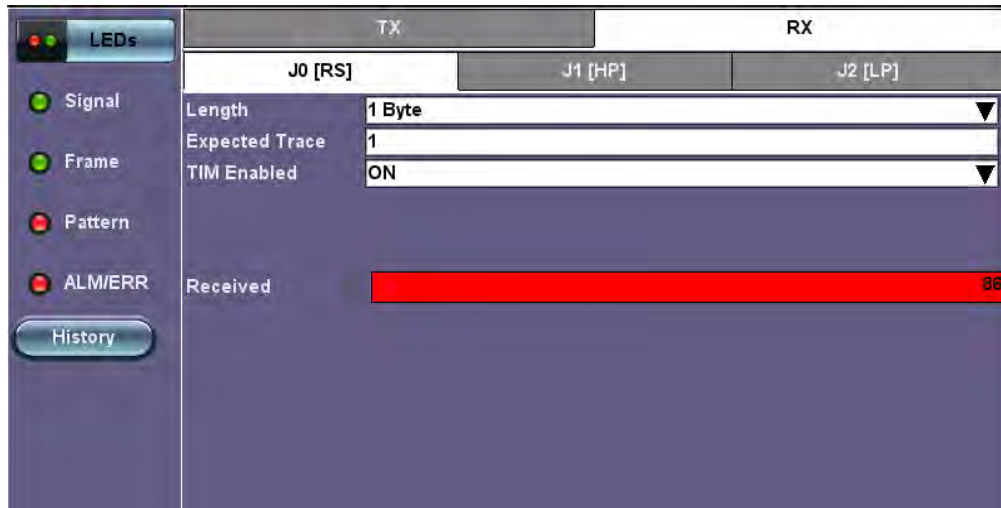 LEDs
TX
RX
J0 [RS]
J1 [HP]
J2 [LP]
Signal
Frame
Pattern
ALM/ERR
History
Length
1 Byte
Expected Trace
1
TIM Enabled
ON
Received
86